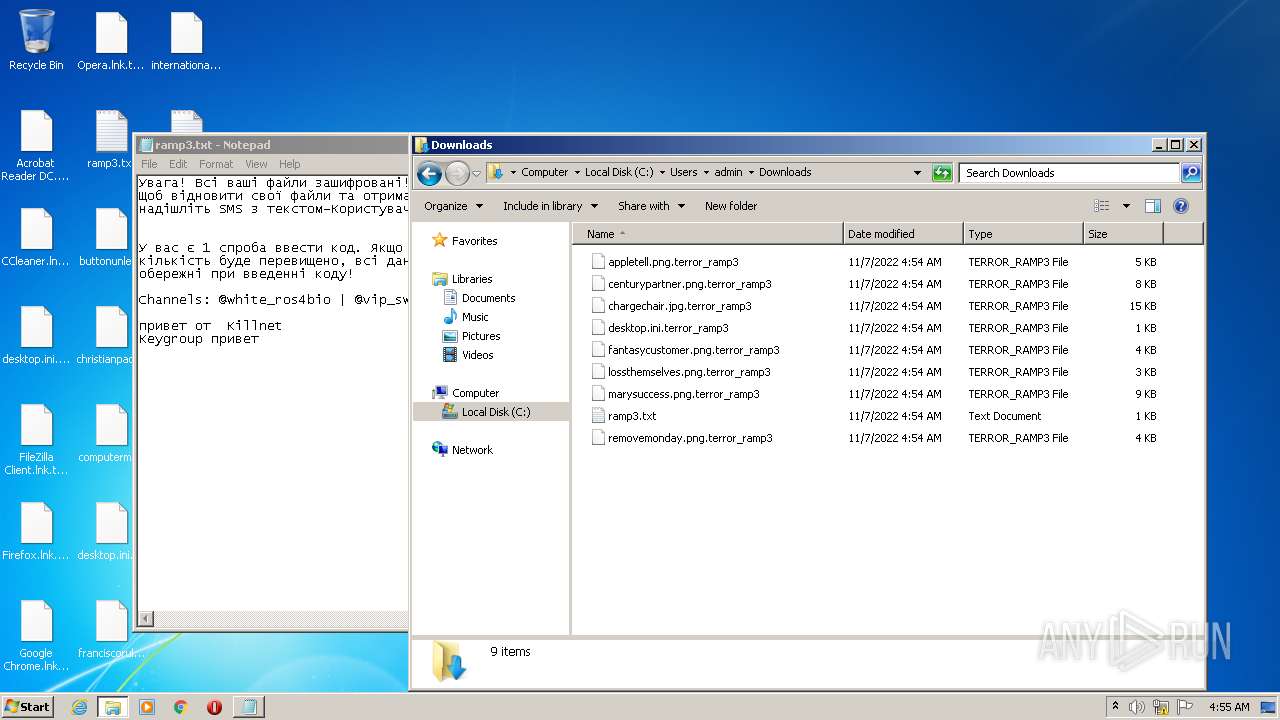 Recycle Bin
Opera.lnk.t...
internationa...
Acrobat
Reader DC....
ramp3.tx
CCleaner.ln...
buttonunle
desktop.ini....
christianpac
FileZilla
Client.lnk.t...
computerm
Firefox.lnk....
desktop.ini.
Google
Chrome.lnk...
franciscorul
ramp3.txt - Notepad
File Edit Format View Help
Увага! Всі ваші файли зашифровані!
щоб відновити свої файли та отрима
надішліть SMS з текстом-користувач
У вас є 1 спроба ввести код. Якщо
кількість буде перевищено, всі дан
обережні при введенні коду!
Channels: @white_ros4bio | @vip_sw
привет от  Killnet
Keygroup привет
Downloads
Computer Local Disk (C:) Users admin Downloads
Search Downloads
Organize Include in library Share with New folder
Favorites
Libraries
Documents
Music
Pictures
Videos
Computer
Local Disk (C:)
Network
Name Date modified Type Size
appletell.png.terror_ramp3 11/7/2022 4:54 AM TERROR_RAMP3 File 5 KB
centurypartner.png.terror_ramp3 11/7/2022 4:54 AM TERROR_RAMP3 File 8 KB
chargechair.jpg.terror_ramp3 11/7/2022 4:54 AM TERROR_RAMP3 File 15 KB
desktop.ini.terror_ramp3 11/7/2022 4:54 AM TERROR_RAMP3 File 1 KB
fantasycustomer.png.terror_ramp3 11/7/2022 4:54 AM TERROR_RAMP3 File 4 KB
lossthemselves.png.terror_ramp3 11/7/2022 4:54 AM TERROR_RAMP3 File 3 KB
marysuccess.png.terror_ramp3 11/7/2022 4:54 AM TERROR_RAMP3 File 9 KB
ramp3.txt 11/7/2022 4:54 AM Text Document 1 KB
removemonday.png.terror_ramp3 11/7/2022 4:54 AM TERROR_RAMP3 File 4 KB
9 items
ANY RUN
Start
4:55 AM